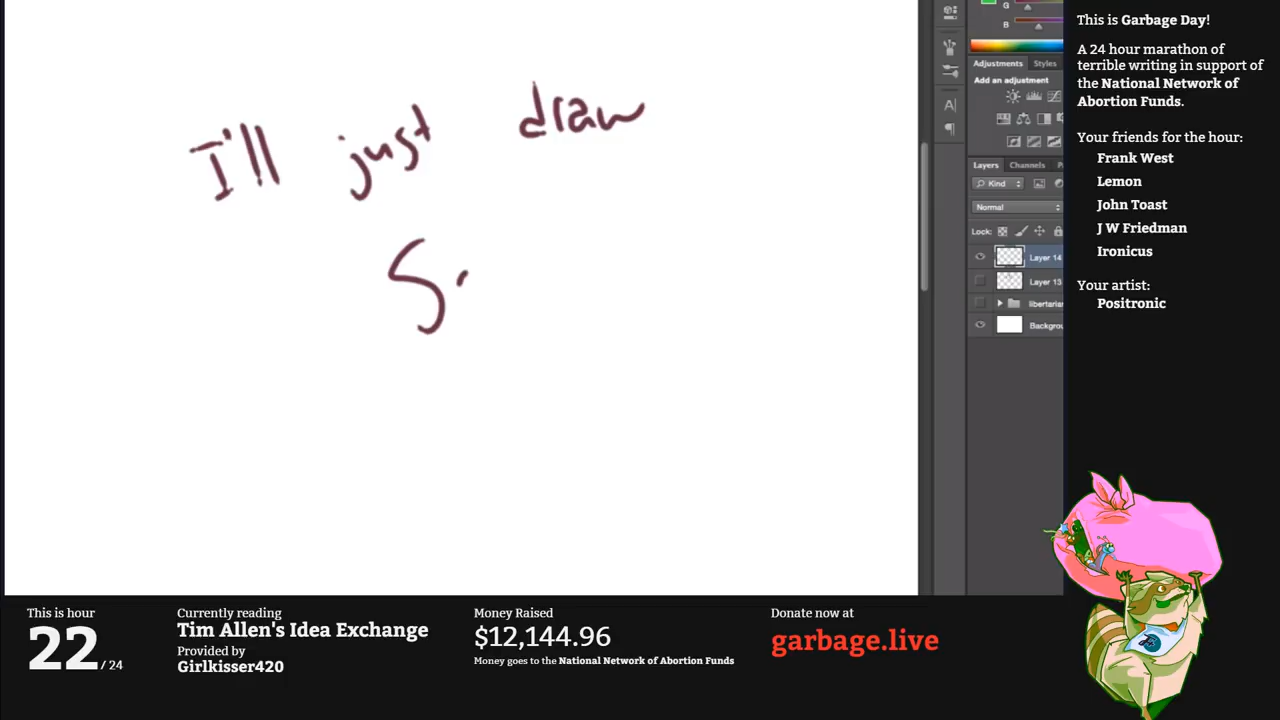 I'll just draw
S
G
B
Adjustments Styles
Add an adjustment
A|
Layers Channels
Kind
Normal
Lock:
Layer 14
Layer 13
libertaria
Backgrou
This is Garbage Day!
A 24 hour marathon of
terrible writing in support of
the National Network of
Abortion Funds.
Your friends for the hour:
Frank West
Lemon
John Toast
J W Friedman
Ironicus
Your artist:
Positronic
This is hour
22 / 24
Currently reading
Tim Allen's Idea Exchange
Provided by
Girlkisser420
Money Raised
$12,144.96
Money goes to the National Network of Abortion Funds
Donate now at
garbage.live